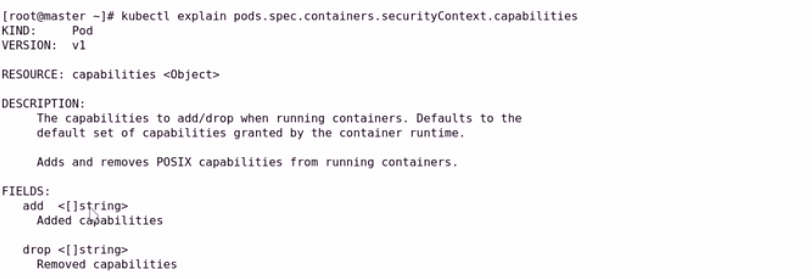 [root@master ~]# kubectl explain pods.spec.containers.securityContext.capabilities
KIND:     Pod
VERSION:  v1

RESOURCE: capabilities <Object>

DESCRIPTION:
     The capabilities to add/drop when running containers. Defaults to the
     default set of capabilities granted by the container runtime.

     Adds and removes POSIX capabilities from running containers.

FIELDS:
   add  <[]string>
     Added capabilities

   drop <[]string>
     Removed capabilities